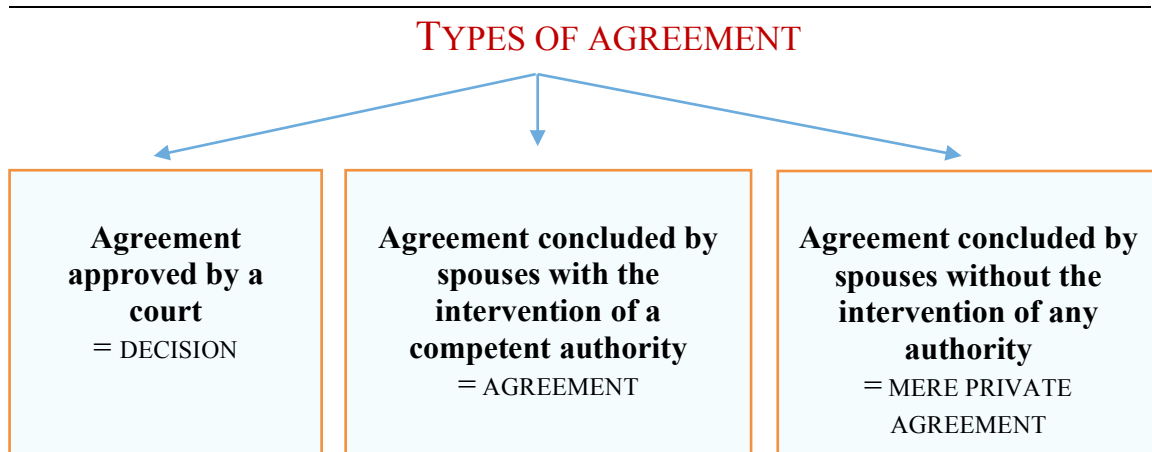 TYPES OF AGREEMENT
Agreement
approved by a
court
= DECISION
Agreement concluded by
spouses with the
intervention of a
competent authority
= AGREEMENT
Agreement concluded by
spouses without the
intervention of any
authority
= MERE PRIVATE
AGREEMENT